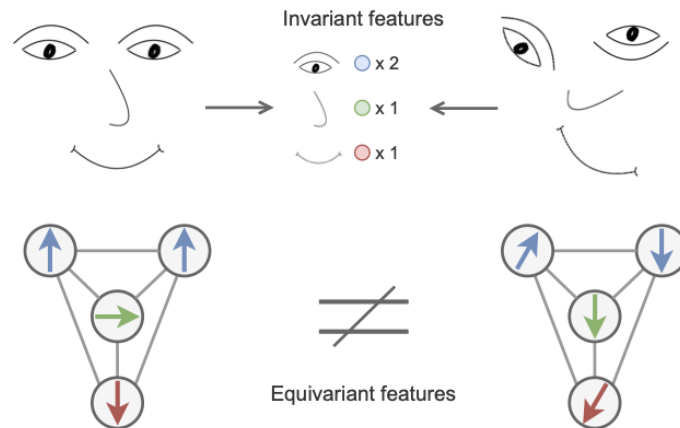 Invariant features
x 2
x 1
x 1
Equivariant features